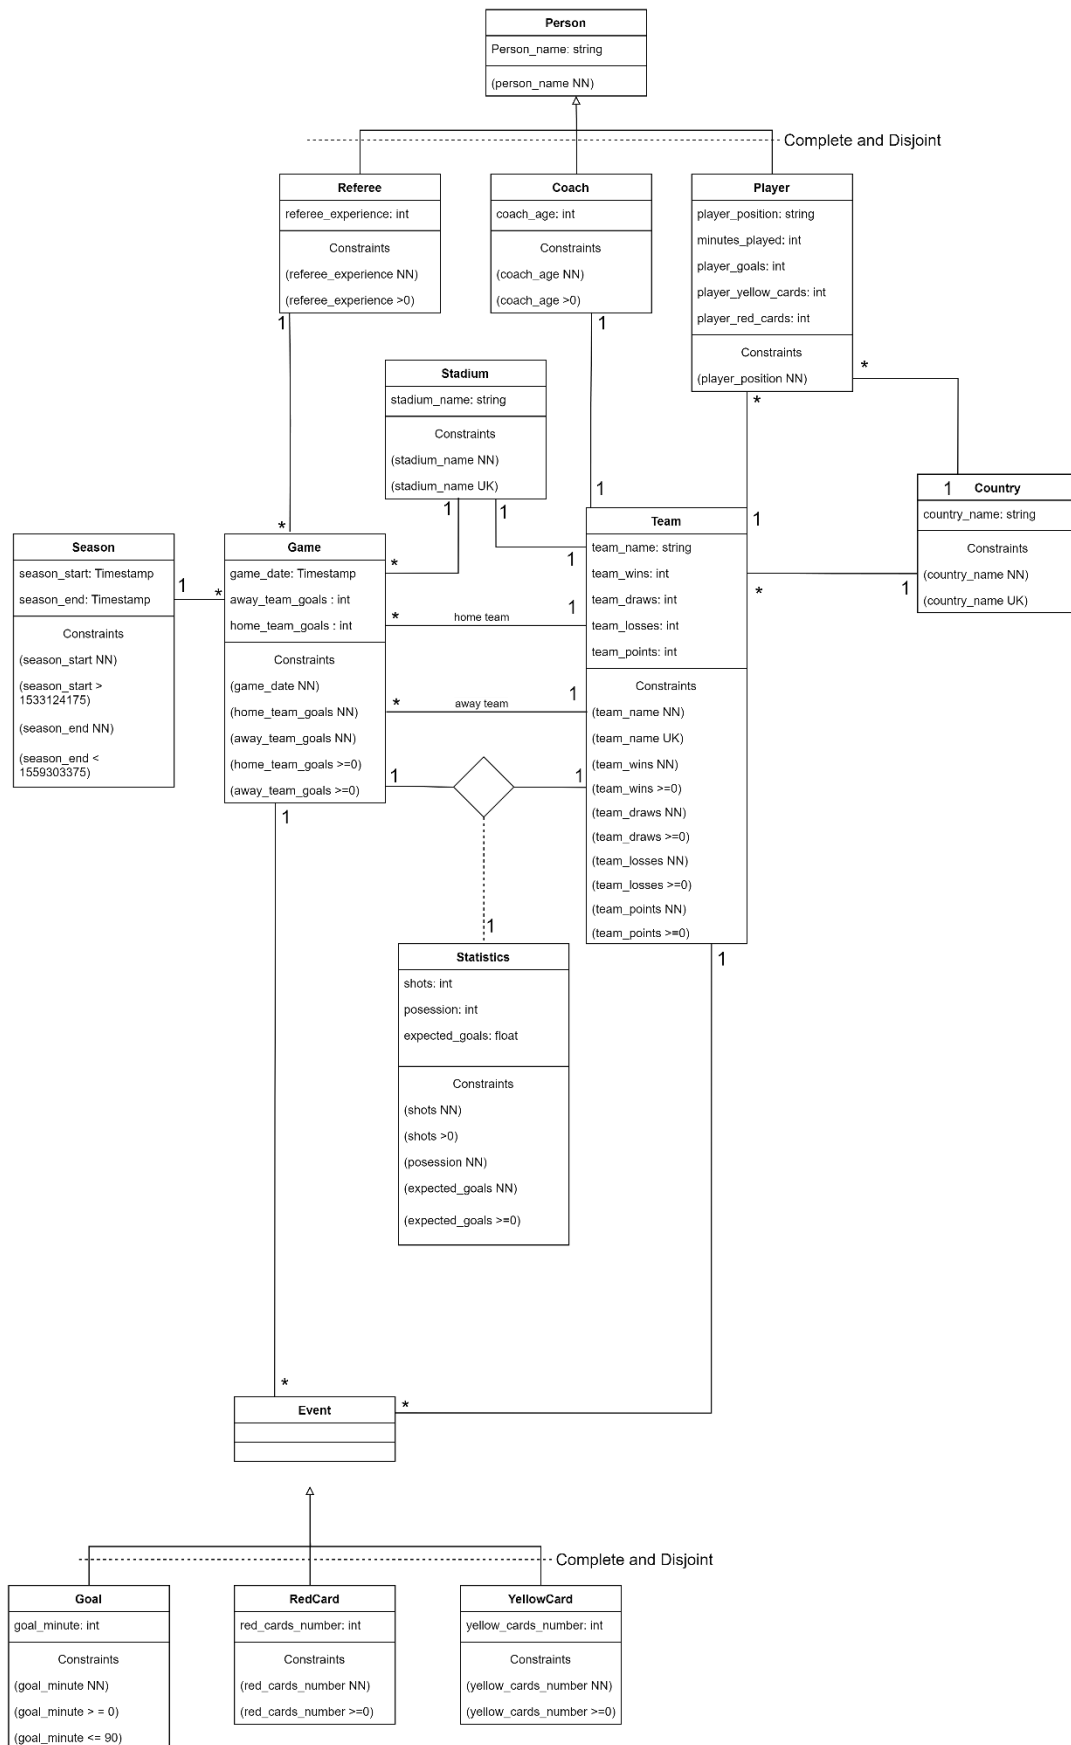 Person
Person_name: string
(person_name NN)
Complete and Disjoint
Referee
referee_experience: int
Constraints
(referee_experience NN)
(referee_experience >0)
1
*
Coach
coach_age: int
Constraints
(coach_age NN)
(coach_age >0)
1
1
Player
player_position: string
minutes_played: int
player_goals: int
player_yellow_cards: int
player_red_cards: int
Constraints
(player_position NN)
*
*
1
1
Stadium
stadium_name: string
Constraints
(stadium_name NN)
(stadium_name UK)
1
1
*
1
Country
country_name: string
Constraints
(country_name NN)
(country_name UK)
1
*
Season
season_start: Timestamp
season_end: Timestamp
Constraints
(season_start NN)
(season_start >
1533124175)
(season_end NN)
(season_end <
1559303375)
1
*
Game
game_date: Timestamp
away_team_goals : int
home_team_goals : int
Constraints
(game_date NN)
(home_team_goals NN)
(away_team_goals NN)
(home_team_goals >=0)
(away_team_goals >=0)
*
home team
1
*
away team
1
1
1
1
Team
team_name: string
team_wins: int
team_draws: int
team_losses: int
team_points: int
Constraints
(team_name NN)
(team_name UK)
(team_wins NN)
(team_wins >=0)
(team_draws NN)
(team_draws >=0)
(team_losses NN)
(team_losses >=0)
(team_points NN)
(team_points >=0)
1
1
Statistics
shots: int
posession: int
expected_goals: float
Constraints
(shots NN)
(shots >0)
(posession NN)
(expected_goals NN)
(expected_goals >=0)
*
*
Event
Complete and Disjoint
Goal
goal_minute: int
Constraints
(goal_minute NN)
(goal_minute > = 0)
(goal_minute <= 90)
RedCard
red_cards_number: int
Constraints
(red_cards_number NN)
(red_cards_number >=0)
YellowCard
yellow_cards_number: int
Constraints
(yellow_cards_number NN)
(yellow_cards_number >=0)